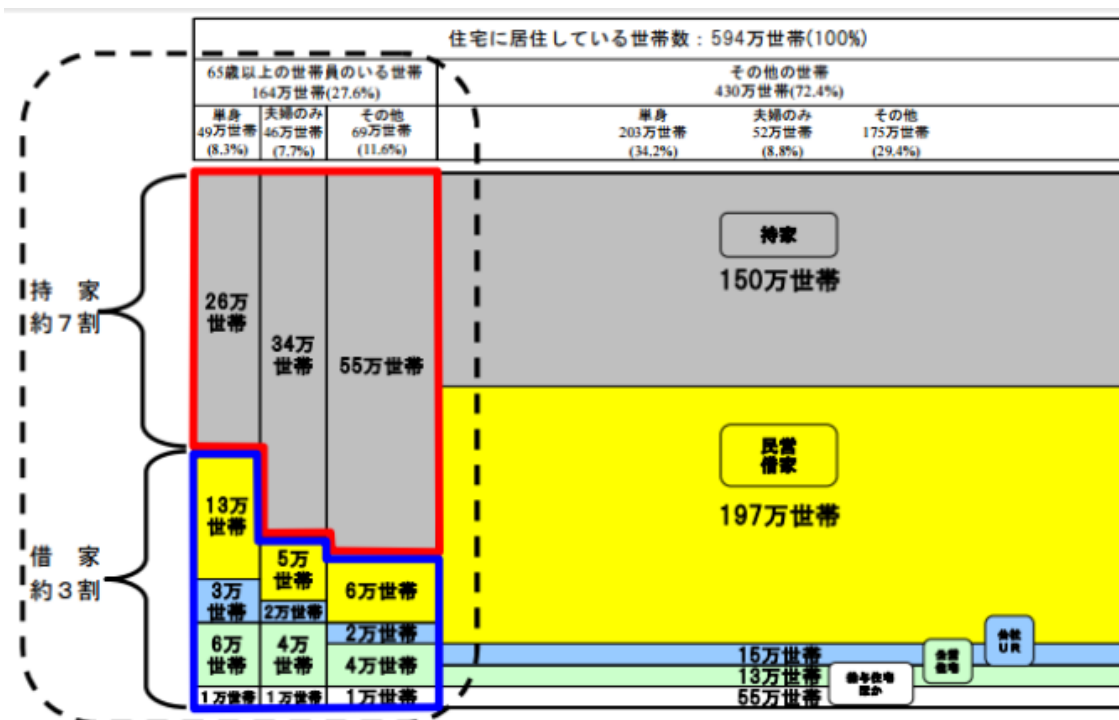 住宅に居住している世帯数：594万世帯(100%)
65歳以上の世帯員のいる世帯
164万世帯(27.6%)
その他の世帯
430万世帯(72.4%)
単身
49万世帯
(8.3%)
夫婦のみ
46万世帯
(7.7%)
その他
69万世帯
(11.6%)
単身
203万世帯
(34.2%)
夫婦のみ
52万世帯
(8.8%)
その他
175万世帯
(29.4%)
持　家
約７割
26万
世帯
34万
世帯
55万世帯
持家
150万世帯
借　家
約３割
13万
世帯
5万
世帯
6万世帯
民営
借家
197万世帯
3万
世帯
2万世帯
2万世帯
15万世帯
公社
UR
6万
世帯
4万
世帯
4万世帯
13万世帯
公営
住宅
1万世帯
1万世帯
1万世帯
55万世帯
給与住宅
ほか